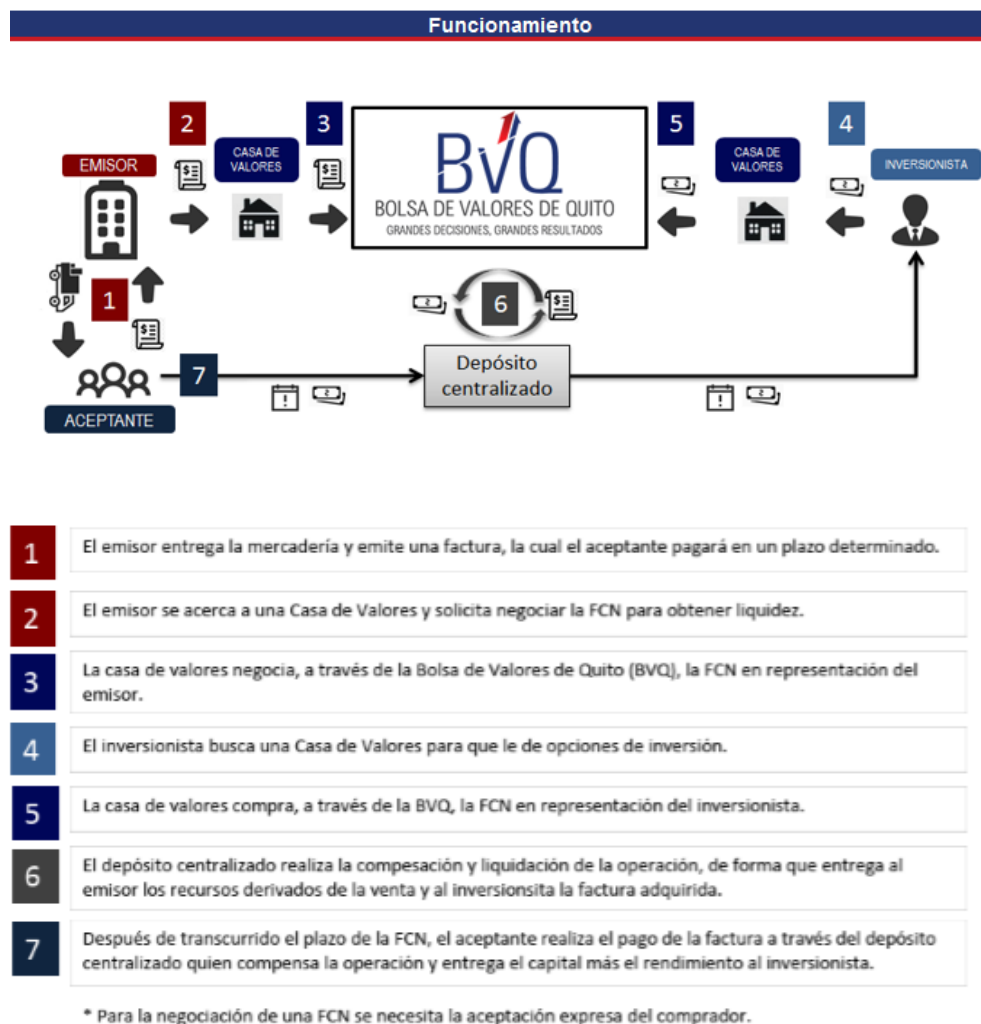 Funcionamiento
2
3
5
4
EMISOR
CASA DE
VALORES
BVQ
BOLSA DE VALORES DE QUITO
GRANDES DECISIONES, GRANDES RESULTADOS
CASA DE
VALORES
INVERSIONISTA
1
6
7
Depósito
centralizado
ACEPTANTE
1
El emisor entrega la mercadería y emite una factura, la cual el aceptante pagará en un plazo determinado.
2
El emisor se acerca a una Casa de Valores y solicita negociar la FCN para obtener liquidez.
3
La casa de valores negocia, a través de la Bolsa de Valores de Quito (BVQ), la FCN en representación del
emisor.
4
El inversionista busca una Casa de Valores para que le de opciones de inversión.
5
La casa de valores compra, a través de la BVQ, la FCN en representación del inversionista.
6
El depósito centralizado realiza la compesación y liquidación de la operación, de forma que entrega al
emisor los recursos derivados de la venta y al inversionsita la factura adquirida.
7
Después de transcurrido el plazo de la FCN, el aceptante realiza el pago de la factura a través del depósito
centralizado quien compensa la operación y entrega el capital más el rendimiento al inversionista.
* Para la negociación de una FCN se necesita la aceptación expresa del comprador.